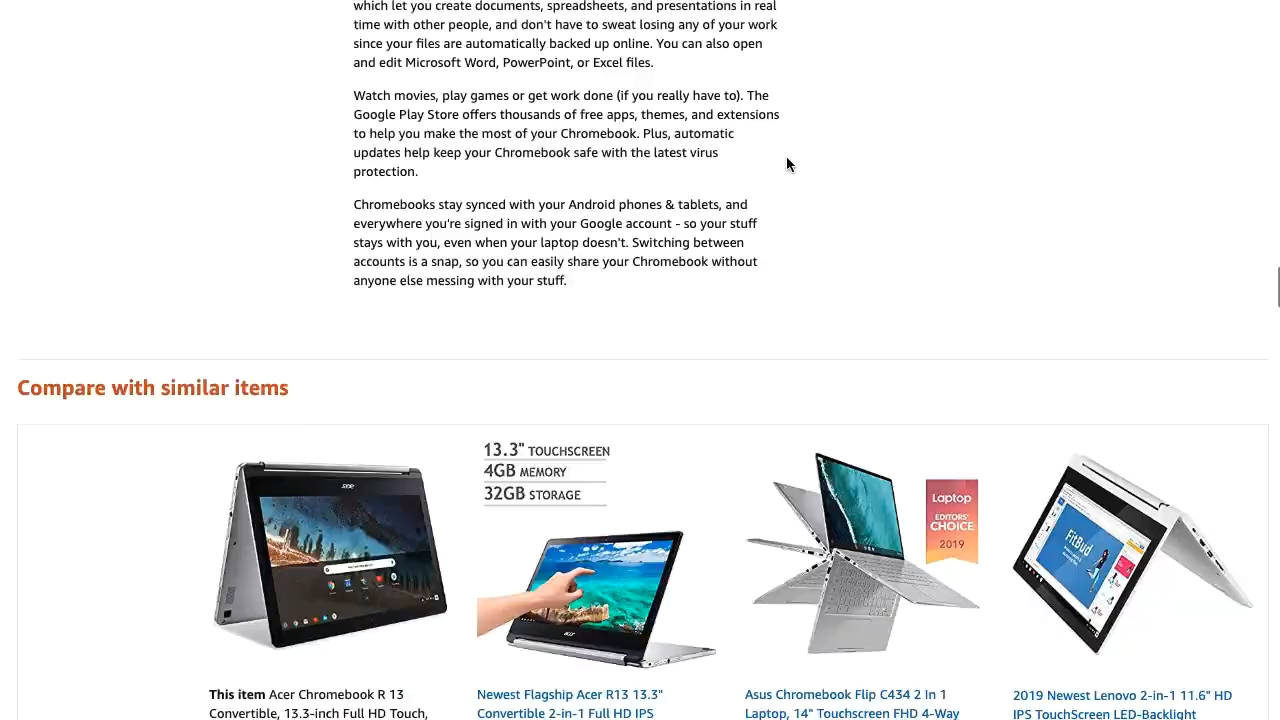 which let you create documents, spreadsheets, and presentations in real
time with other people, and don't have to sweat losing any of your work
since your files are automatically backed up online. You can also open
and edit Microsoft Word, PowerPoint, or Excel files.
Watch movies, play games or get work done (if you really have to). The
Google Play Store offers thousands of free apps, themes, and extensions
to help you make the most of your Chromebook. Plus, automatic
updates help keep your Chromebook safe with the latest virus
protection.
Chromebooks stay synced with your Android phones & tablets, and
everywhere you're signed in with your Google account - so your stuff
stays with you, even when your laptop doesn't. Switching between
accounts is a snap, so you can easily share your Chromebook without
anyone else messing with your stuff.
Compare with similar items
acer
13.3" TOUCHSCREEN
4GB MEMORY
32GB STORAGE
acer
Laptop
EDITORS'
CHOICE
2019
FitBud
This item Acer Chromebook R 13
Convertible, 13.3-inch Full HD Touch,
Newest Flagship Acer R13 13.3"
Convertible 2-in-1 Full HD IPS
Asus Chromebook Flip C434 2 In 1
Laptop, 14" Touchscreen FHD 4-Way
2019 Newest Lenovo 2-in-1 11.6" HD
IPS TouchScreen LED-Backlight